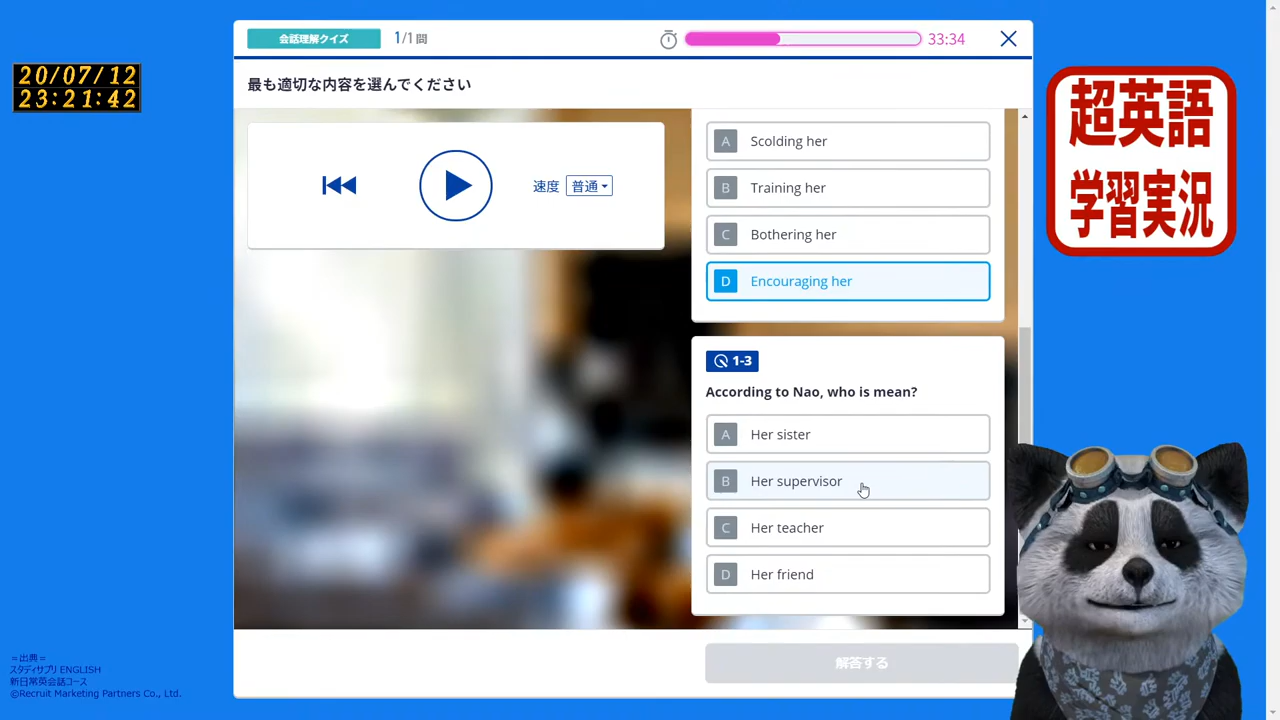 会話理解クイズ 1/1問 33:34
20/07/12
23:21:42
最も適切な内容を選んでください
超英語
学習実況
速度 普通
A Scolding her
B Training her
C Bothering her
D Encouraging her
1-3
According to Nao, who is mean?
A Her sister
B Her supervisor
C Her teacher
D Her friend
解答する
＝出典＝
スタディサプリ ENGLISH
新日常英会話コース
©Recruit Marketing Partners Co., Ltd.